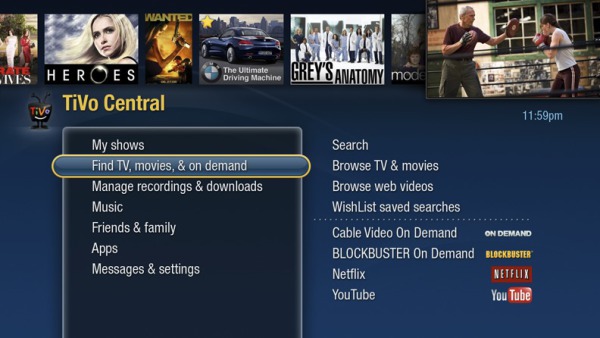 WANTED
HEROES
The Ultimate
Driving Machine
GREY'S ANATOMY
mode
LIVES
TiVo
TiVo Central
11:59pm
My shows
Find TV, movies, & on demand
Manage recordings & downloads
Music
Friends & family
Apps
Messages & settings
Search
Browse TV & movies
Browse web videos
WishList saved searches
Cable Video On Demand
ON DEMAND
BLOCKBUSTER On Demand
BLOCKBUSTER
Netflix
NETFLIX
YouTube
YouTube